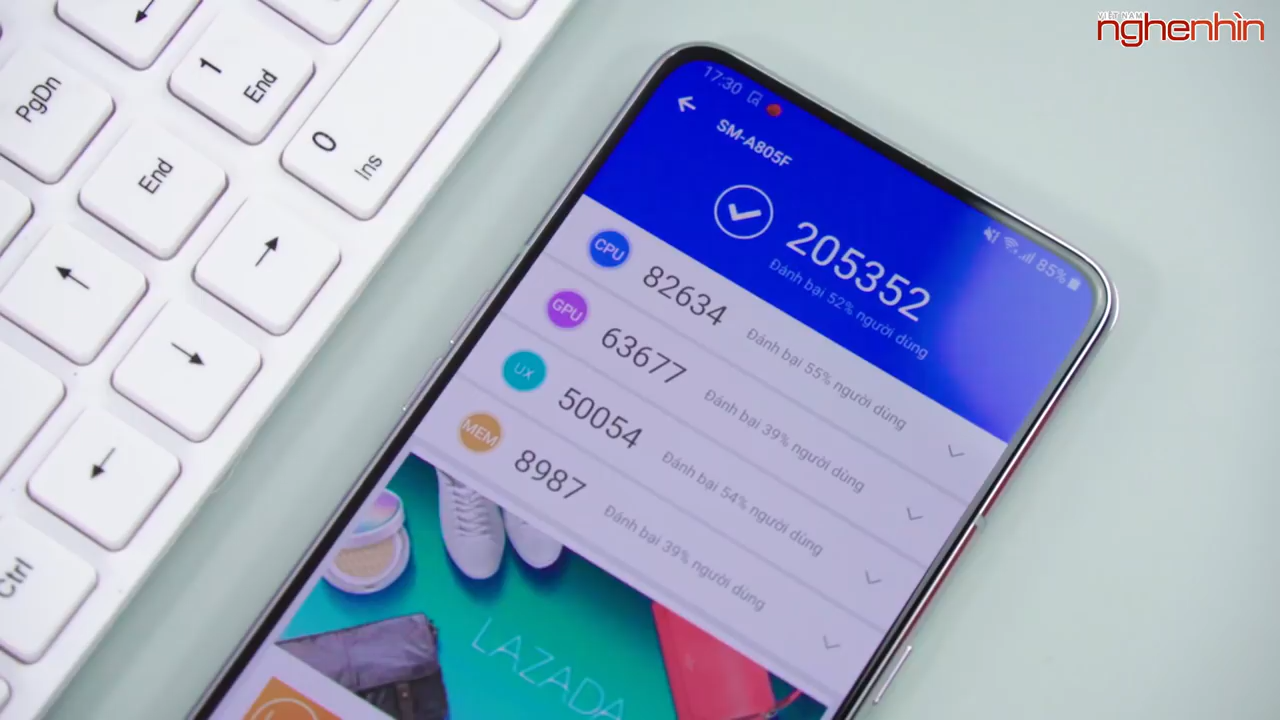 VIỆT NAM
nghenhìn
PgDn
1
End
End
0
Ins
Ctrl
17:30
85%
SM-A805F
205352
Đánh bại 52% người dùng
CPU
82634
Đánh bại 55% người dùng
GPU
63677
Đánh bại 39% người dùng
UX
50054
Đánh bại 54% người dùng
MEM
8987
Đánh bại 39% người dùng
LAZADA